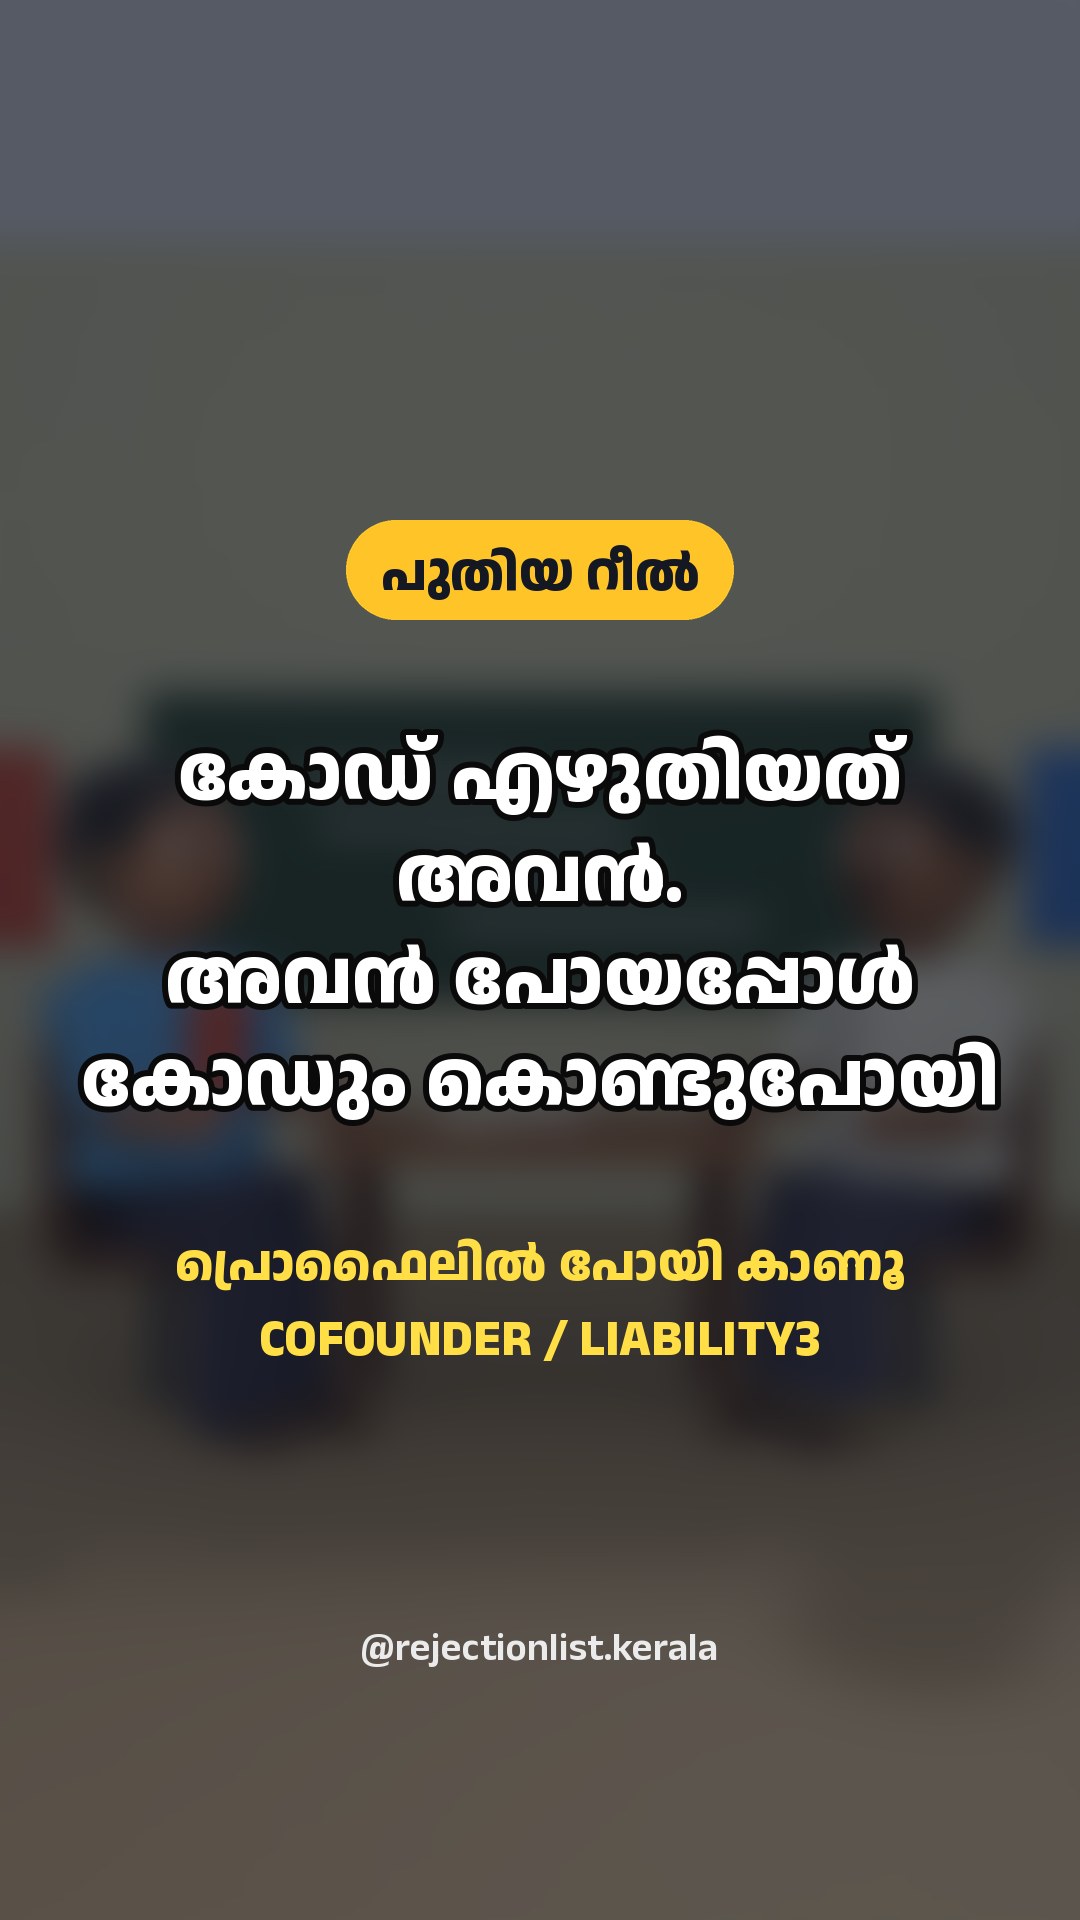 പുതിയ റീൽ
കോഡ് എഴുതിയത്
അവൻ.
അവൻ പോയപ്പോൾ
കോഡും കൊണ്ടുപോയി
പ്രൊഫൈലിൽ പോയി കാണൂ
COFOUNDER / LIABILITY3
@rejectionlist.kerala